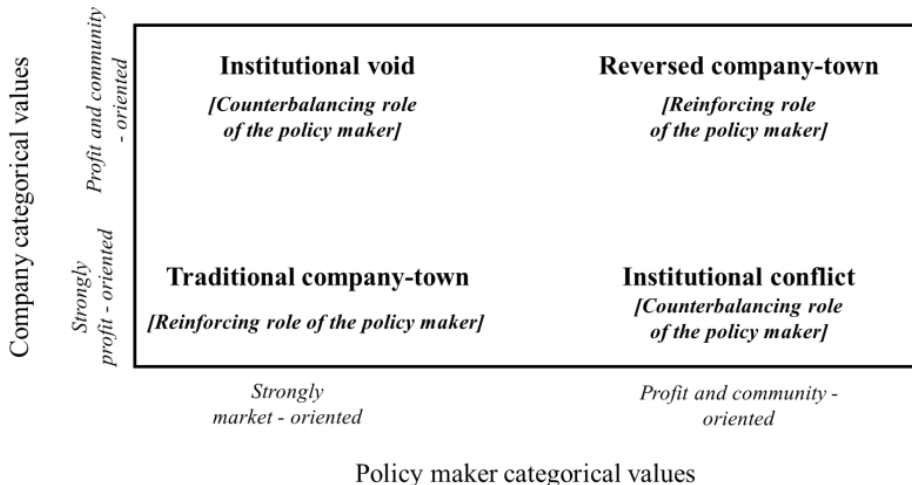 Company categorical values
Profit and community
- oriented
Institutional void
[Counterbalancing role
of the policy maker]
Reversed company-town
[Reinforcing role
of the policy maker]
Strongly
profit - oriented
Traditional company-town
[Reinforcing role of the policy maker]
Institutional conflict
[Counterbalancing role
of the policy maker]
Strongly
market - oriented
Profit and community -
oriented
Policy maker categorical values